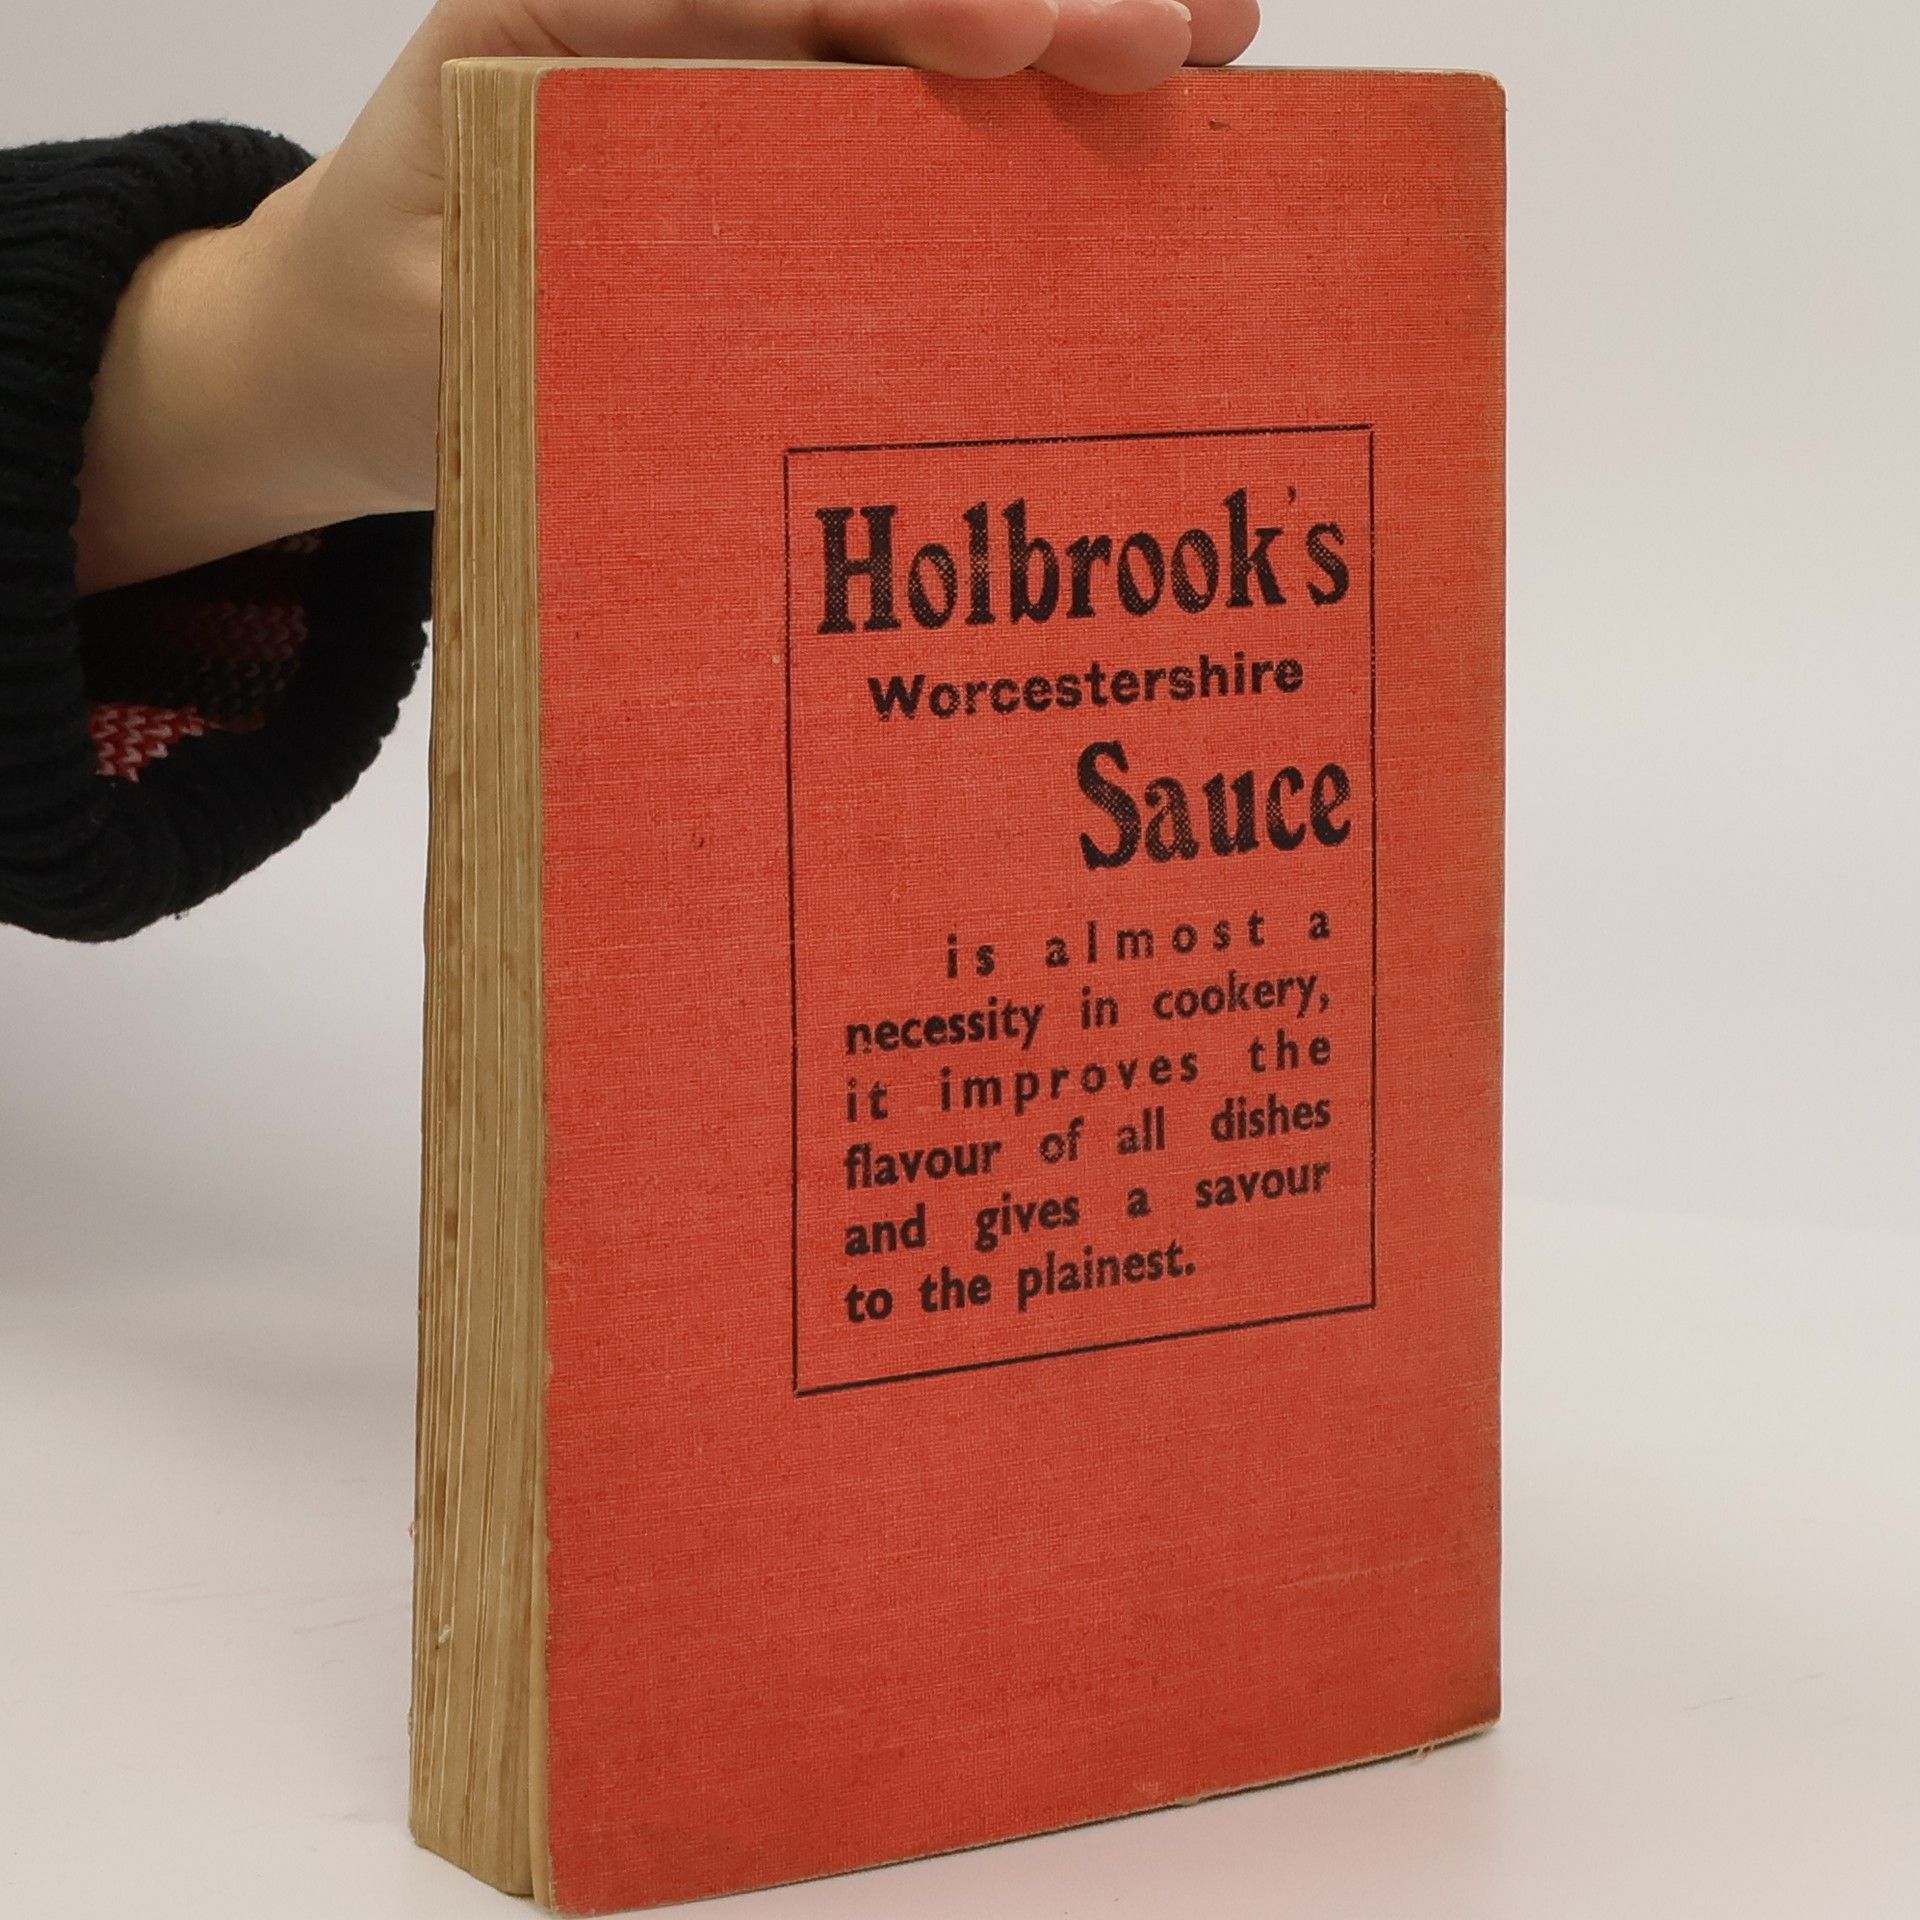 Holbrook's
Worcestershire
Sauce
is almost a
necessity in cookery,
it improves the
flavour of all dishes
and gives a savour
to the plainest.